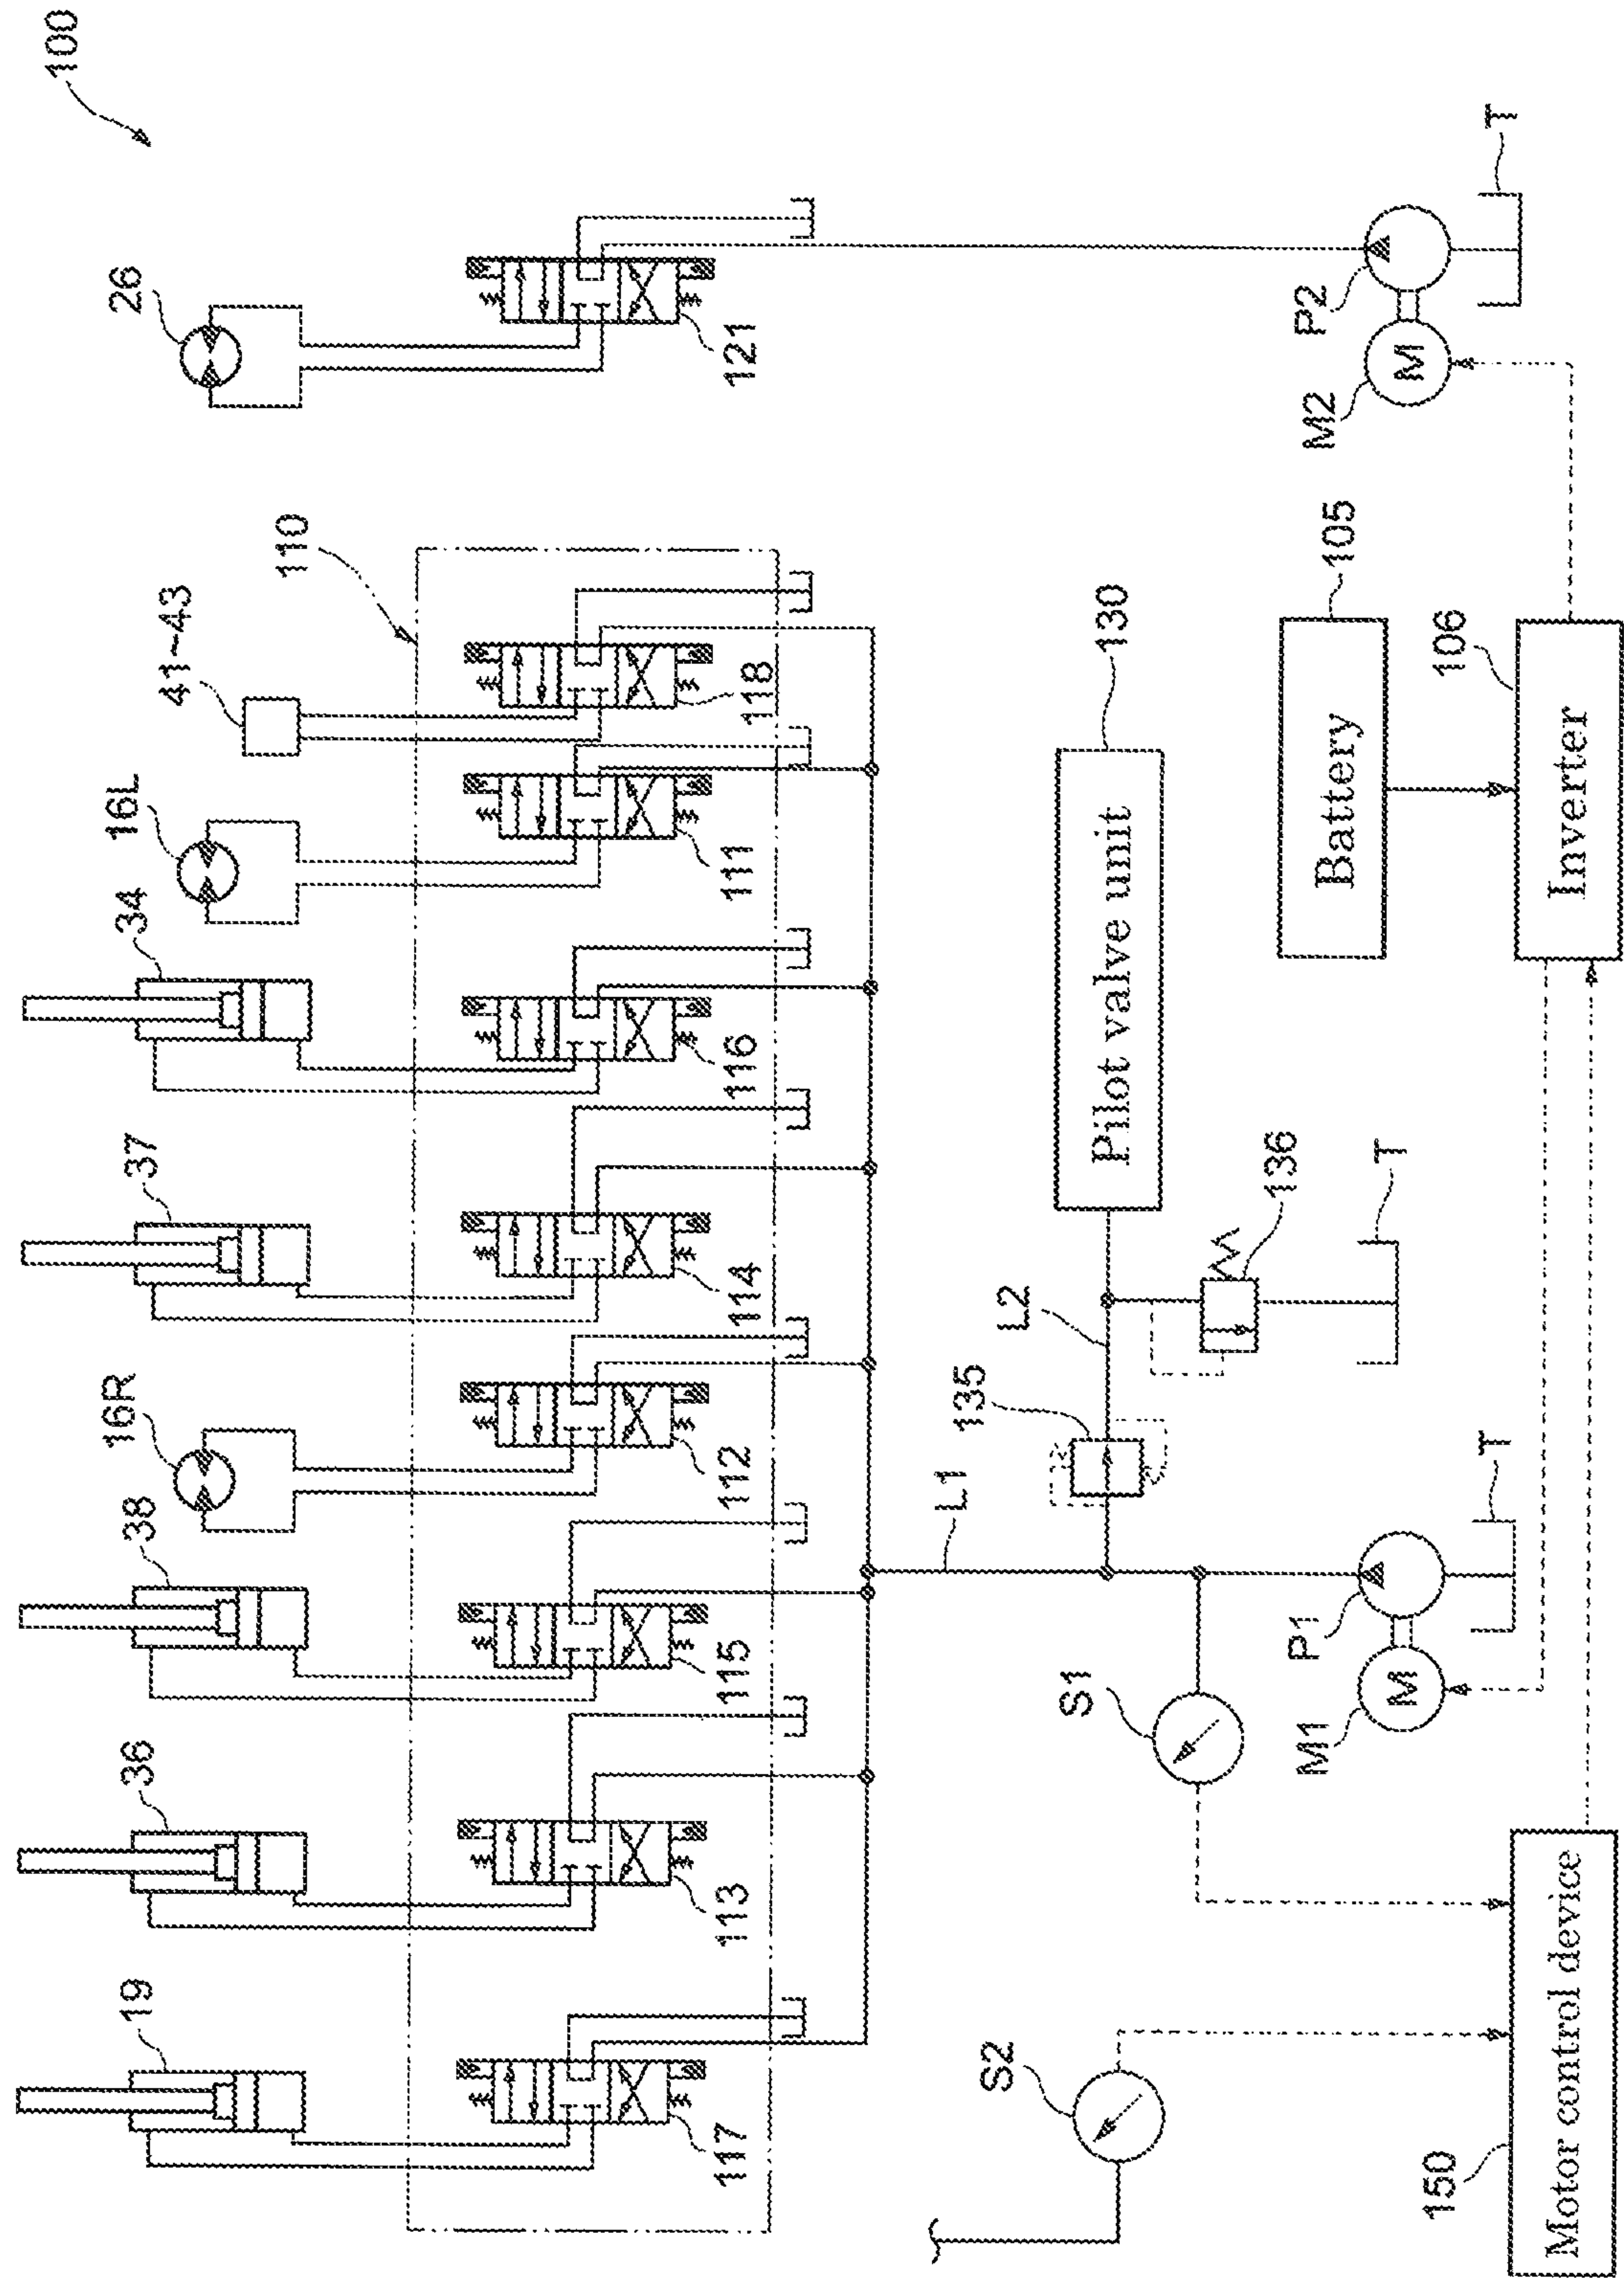 100
19
36
38
16R
37
34
16L
41~43
26
110
117
113
115
112
114
116
111
118
121
S2
L1
135
L2
130
S1
Pilot valve unit
136
P1
M1
M
T
T
105
Battery
P2
M2
M
T
150
106
Motor control device
Inverter